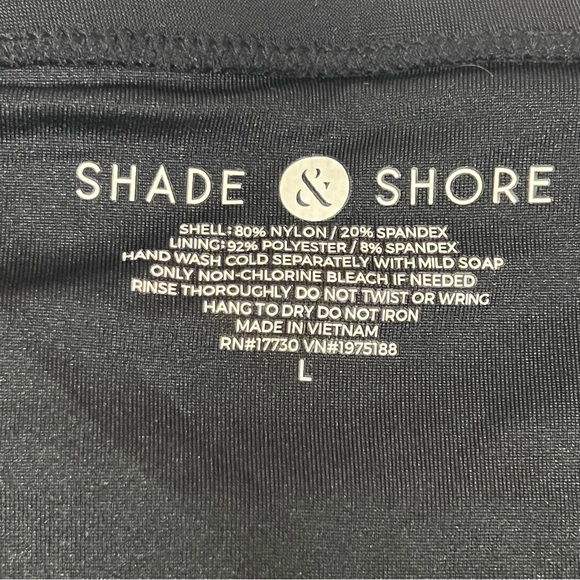 SHADE & SHORE
SHELL: 80% NYLON / 20% SPANDEX
LINING: 92% POLYESTER / 8% SPANDEX
HAND WASH COLD SEPARATELY WITH MILD SOAP
ONLY NON-CHLORINE BLEACH IF NEEDED
RINSE THOROUGHLY DO NOT TWIST OR WRING
HANG TO DRY DO NOT IRON
MADE IN VIETNAM
RN#17730 VN#1975188
L